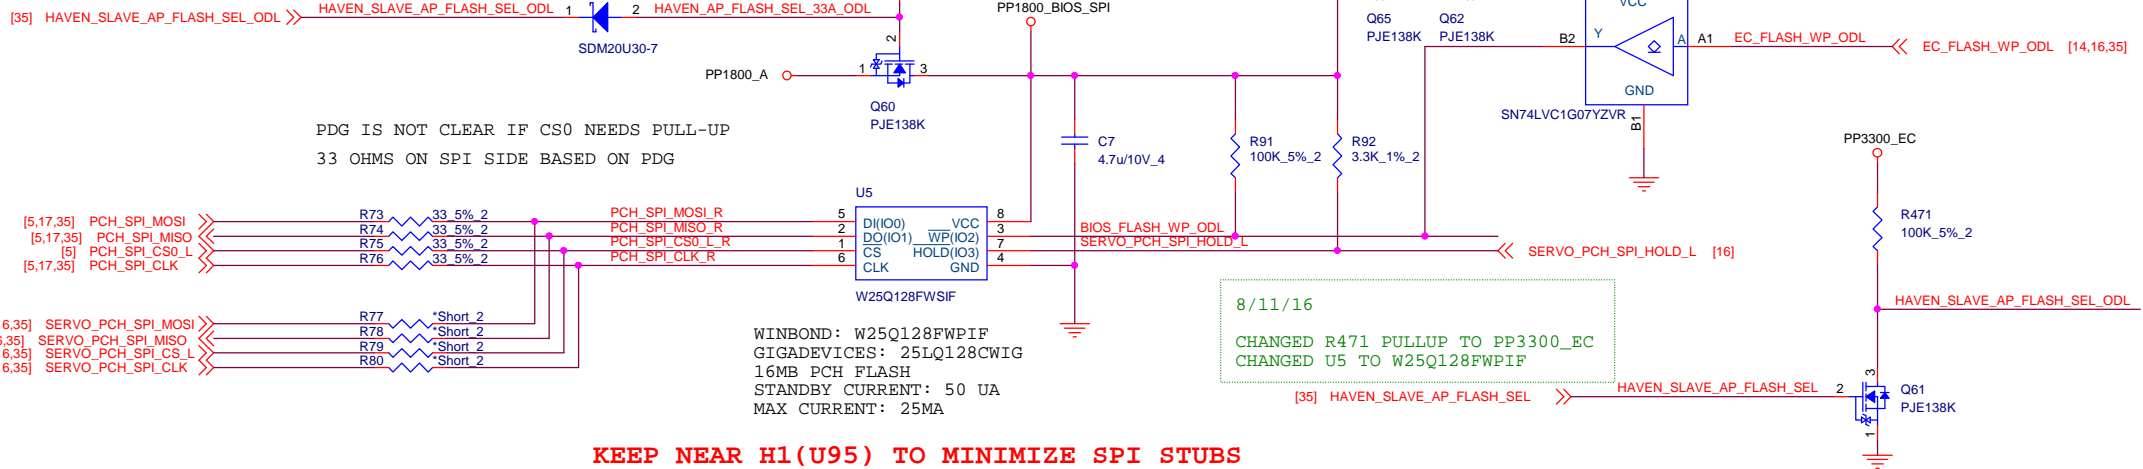 [35] HAVEN_SLAVE_AP_FLASH_SEL_ODL
HAVEN_SLAVE_AP_FLASH_SEL_ODL 1
2 HAVEN_AP_FLASH_SEL_33A_ODL
SDM20U30-7
2
PP1800_BIOS_SPI
PP1800_A
1
3
Q60
PJE138K
Q65
PJE138K
Q62
PJE138K
VCC
B2
Y
A
A1
GND
EC_FLASH_WP_ODL
EC_FLASH_WP_ODL [14,16,35]
SN74LVC1G07YZVR
B1
PDG IS NOT CLEAR IF CS0 NEEDS PULL-UP
33 OHMS ON SPI SIDE BASED ON PDG
C7
4.7u/10V_4
R91
100K_5%_2
R92
3.3K_1%_2
PP3300_EC
R471
100K_5%_2
U5
[5,17,35] PCH_SPI_MOSI
R73 33_5%_2
PCH_SPI_MOSI_R
5 DI(IO0)
VCC 8
[5,17,35] PCH_SPI_MISO
R74 33_5%_2
PCH_SPI_MISO_R
2 DO(IO1)
WP(IO2) 3
BIOS_FLASH_WP_ODL
[5] PCH_SPI_CS0_L
R75 33_5%_2
PCH_SPI_CS0_L_R
1 CS
HOLD(IO3) 7
SERVO_PCH_SPI_HOLD_L
SERVO_PCH_SPI_HOLD_L [16]
[5,17,35] PCH_SPI_CLK
R76 33_5%_2
PCH_SPI_CLK_R
6 CLK
GND 4
W25Q128FWSIF
6,35] SERVO_PCH_SPI_MOSI
R77 *Short_2
6,35] SERVO_PCH_SPI_MISO
R78 *Short_2
6,35] SERVO_PCH_SPI_CS_L
R79 *Short_2
6,35] SERVO_PCH_SPI_CLK
R80 *Short_2
WINBOND: W25Q128FWPIF
GIGADEVICES: 25LQ128CWIG
16MB PCH FLASH
STANDBY CURRENT: 50 UA
MAX CURRENT: 25MA
8/11/16
CHANGED R471 PULLUP TO PP3300_EC
CHANGED U5 TO W25Q128FWPIF
HAVEN_SLAVE_AP_FLASH_SEL_ODL
[35] HAVEN_SLAVE_AP_FLASH_SEL
HAVEN_SLAVE_AP_FLASH_SEL 2
3
Q61
PJE138K
1
KEEP NEAR H1(U95) TO MINIMIZE SPI STUBS